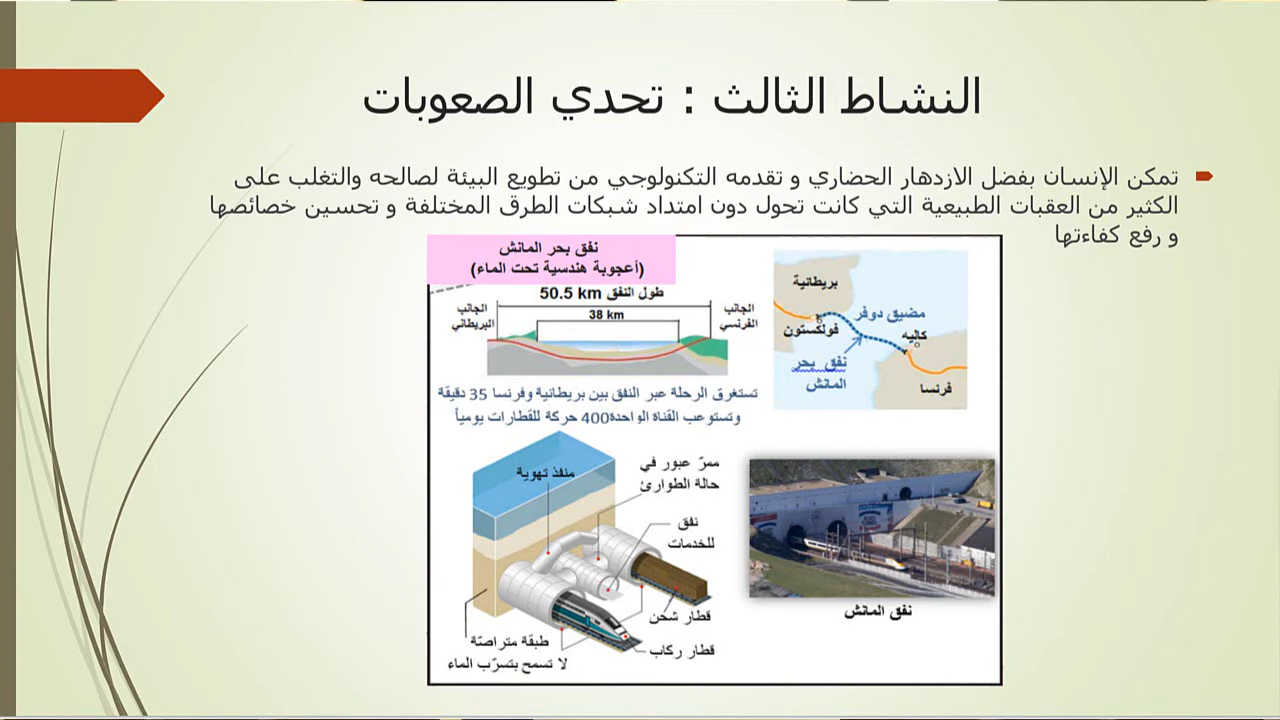 النشاط الثالث : تحدي الصعوبات
تمكن الإنسان بفضل الازدهار الحضاري و تقدمه التكنولوجي من تطويع البيئة لصالحه والتغلب على
الكثير من العقبات الطبيعية التي كانت تحول دون امتداد شبكات الطرق المختلفة و تحسين خصائصها
و رفع كفاءتها
نفق بحر المانش
(أعجوبة هندسية تحت الماء)
طول النفق 50.5 km
38 km
الجانب
الفرنسي
الجانب
البريطاني
تستغرق الرحلة عبر النفق بين بريطانية وفرنسا 35 دقيقة
وتستوعب القناة الواحدة400 حركة للقطارات يومياً
بريطانية
مضيق دوفر
فولكستون
كاليه
نفق بحر
المانش
فرنسا
منفذ تهوية
ممرّ عبور في
حالة الطوارئ
نفق
للخدمات
قطار شحن
قطار ركاب
طبقة متراصّة
لا تسمح بتسرّب الماء
نفق المانش